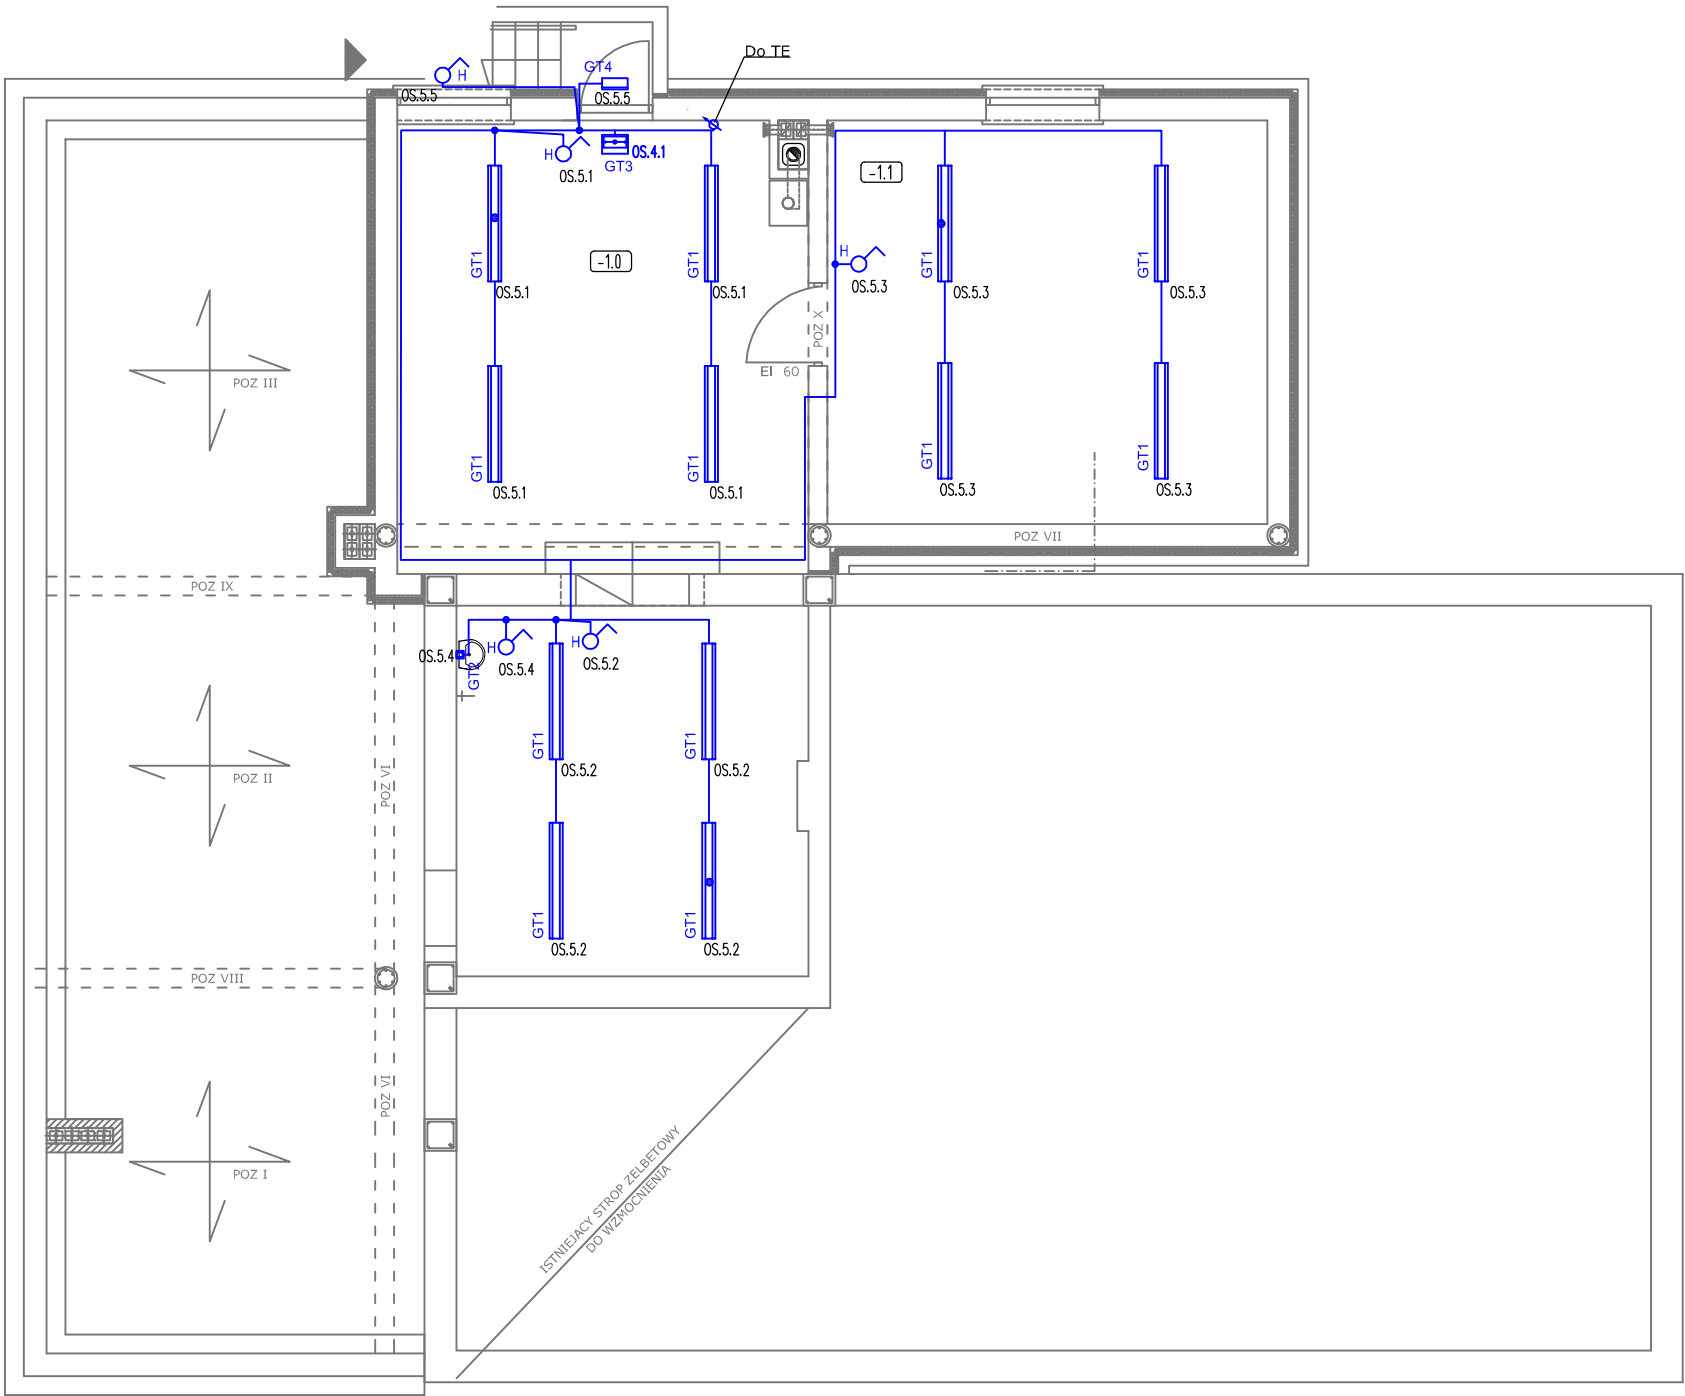 Do TE
GT4
H
OS.5.5
OS.5.5
H
OS.4.1
GT3
OS.5.1
-1.1
GT1
GT1
-1.0
H
GT1
GT1
OS.5.3
OS.5.1
OS.5.1
OS.5.3
OS.5.3
POZ X
EI 60
POZ III
GT1
GT1
GT1
GT1
OS.5.1
OS.5.1
OS.5.3
OS.5.3
POZ VII
POZ IX
H
H
OS.5.4
OS.5.4
OS.5.2
GT2
GT1
GT1
OS.5.2
OS.5.2
POZ II
POZ VI
GT1
GT1
OS.5.2
OS.5.2
POZ VIII
POZ VI
POZ I
ISTNIEJACY STROP ZELBETOWY
DO WZMOCNIENIA